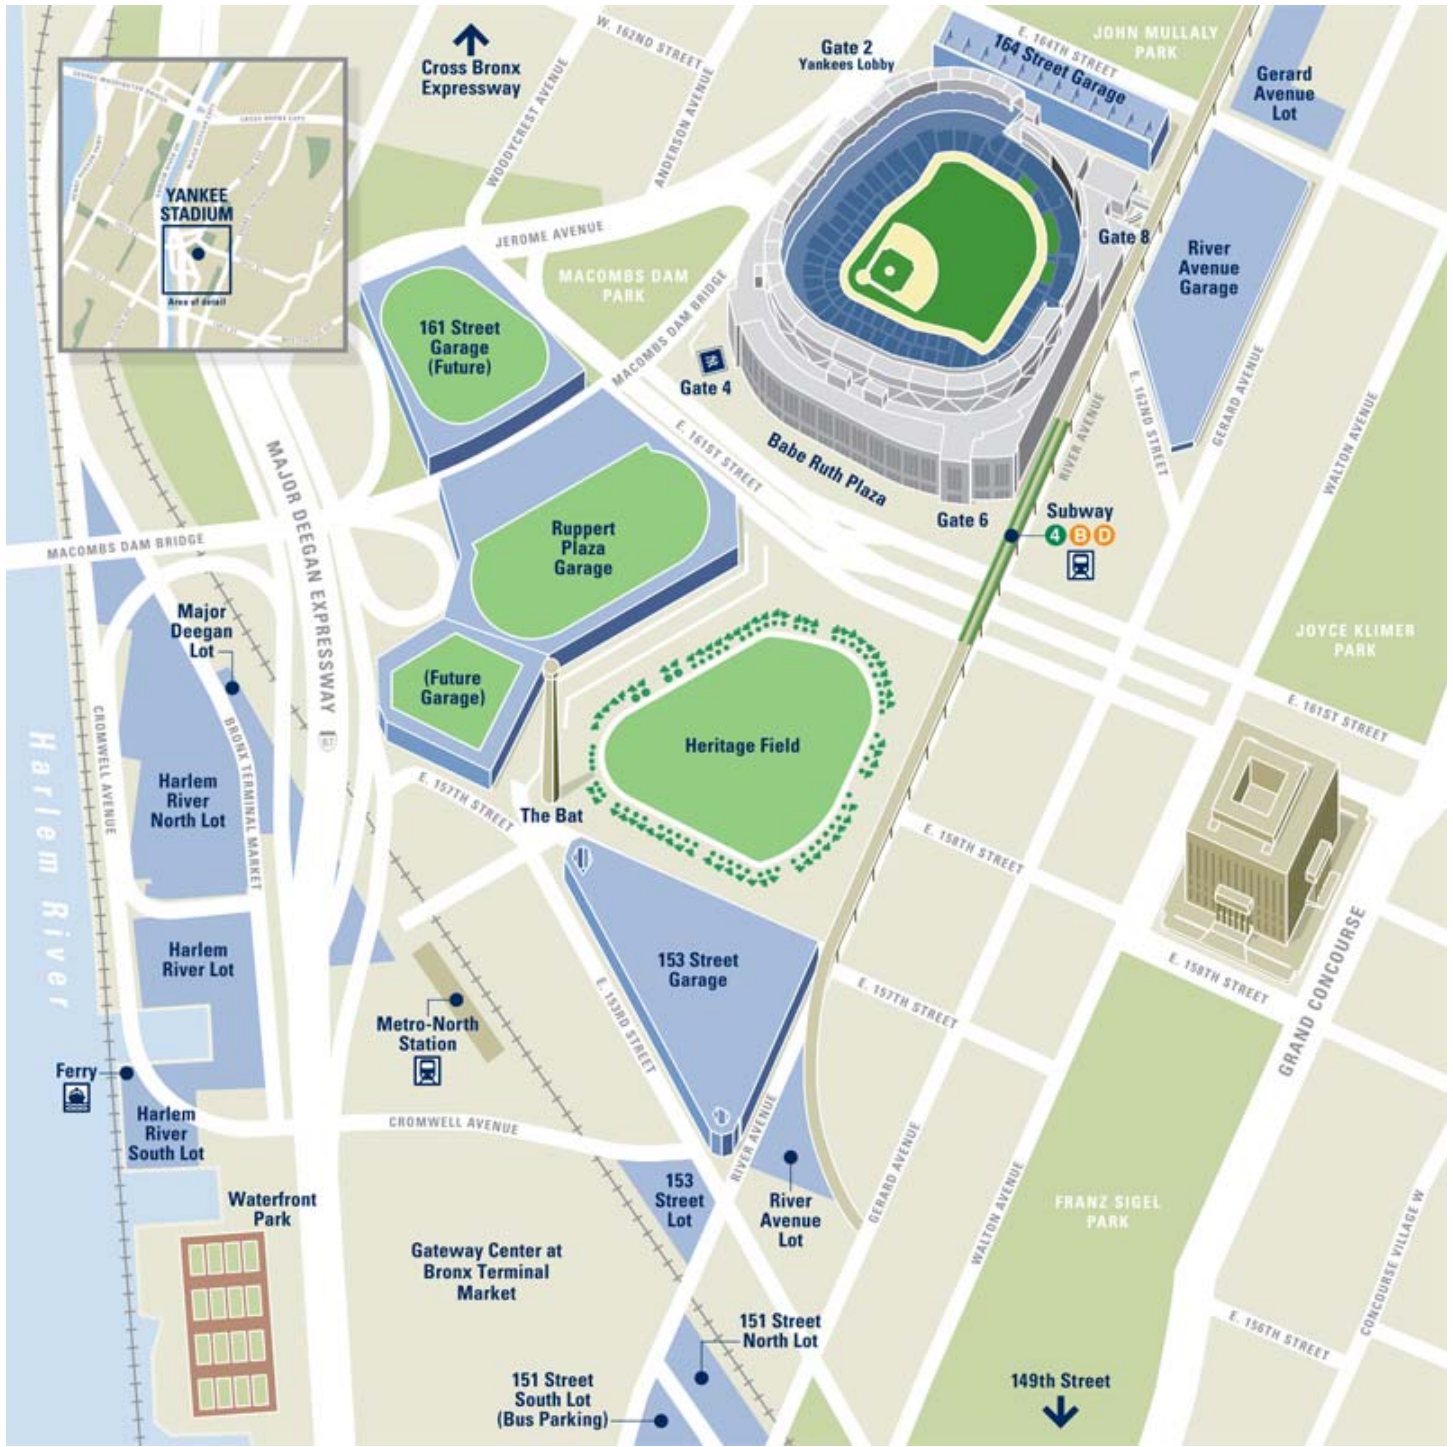 Gate 2
Yankees Lobby
E. 164TH STREET
164 Street Garage
JOHN MULLALY
PARK
Gerard
Avenue
Lot
Cross Bronx
Expressway
W. 162ND STREET
WOODYCREST AVENUE
ANDERSON AVENUE
YANKEE
STADIUM
Area of detail
JEROME AVENUE
MACOMBS DAM
PARK
MACOMBS DAM BRIDGE
Gate 8
River
Avenue
Garage
161 Street
Garage
(Future)
Gate 4
E. 161ST STREET
Babe Ruth Plaza
Gate 6
RIVER AVENUE
E. 162ND STREET
GERARD AVENUE
WALTON AVENUE
Subway
4 B D
MAJOR DEEGAN EXPRESSWAY
MACOMBS DAM BRIDGE
Ruppert
Plaza
Garage
Major
Deegan
Lot
(Future
Garage)
JOYCE KLIMER
PARK
E. 161ST STREET
Heritage Field
Harlem River
CROMWELL AVENUE
BRONX TERMINAL MARKET
Harlem
River
North Lot
E. 157TH STREET
The Bat
E. 158TH STREET
Harlem
River Lot
153 Street
Garage
E. 153RD STREET
E. 157TH STREET
E. 158TH STREET
GRAND CONCOURSE
Metro-North
Station
Ferry
Harlem
River
South Lot
CROMWELL AVENUE
RIVER AVENUE
153
Street
Lot
River
Avenue
Lot
GERARD AVENUE
WALTON AVENUE
FRANZ SIGEL
PARK
CONCOURSE VILLAGE W
Waterfront
Park
Gateway Center at
Bronx Terminal
Market
151 Street
North Lot
E. 156TH STREET
151 Street
South Lot
(Bus Parking)
149th Street